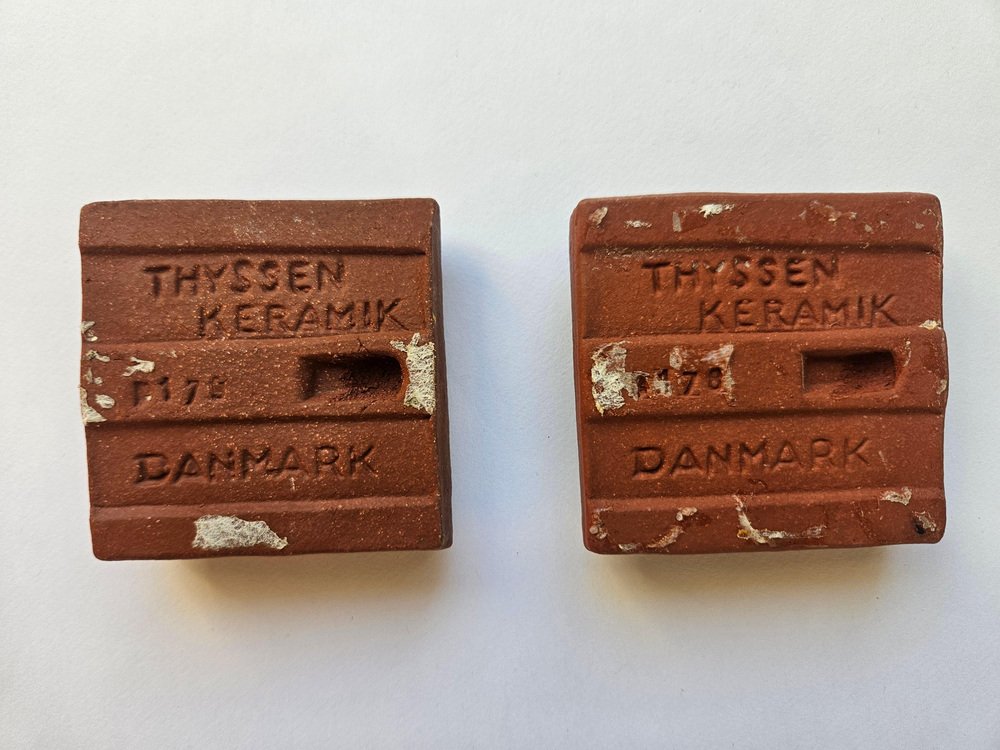 THYSSEN
KERAMIK
DANMARK
THYSSEN
KERAMIK
DANMARK